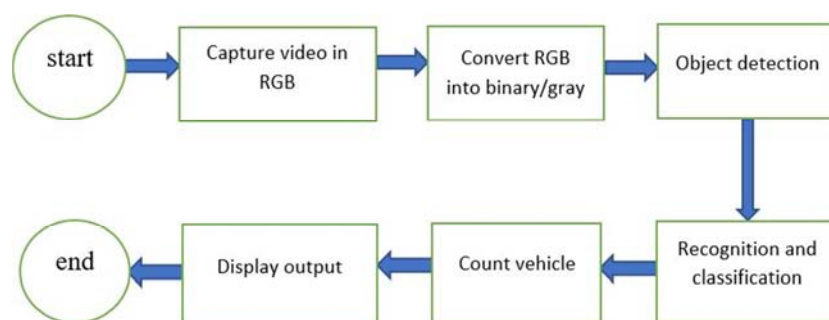 start
Capture video in
RGB
Convert RGB
into binary/gray
Object detection
Recognition and
classification
Count vehicle
Display output
end